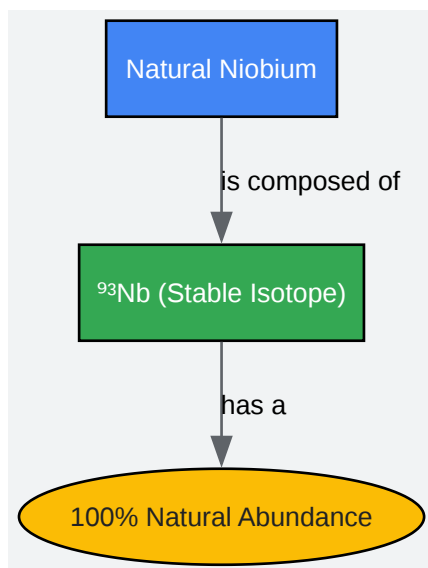 Natural Niobium
is composed of
⁹³Nb (Stable Isotope)
has a
100% Natural Abundance